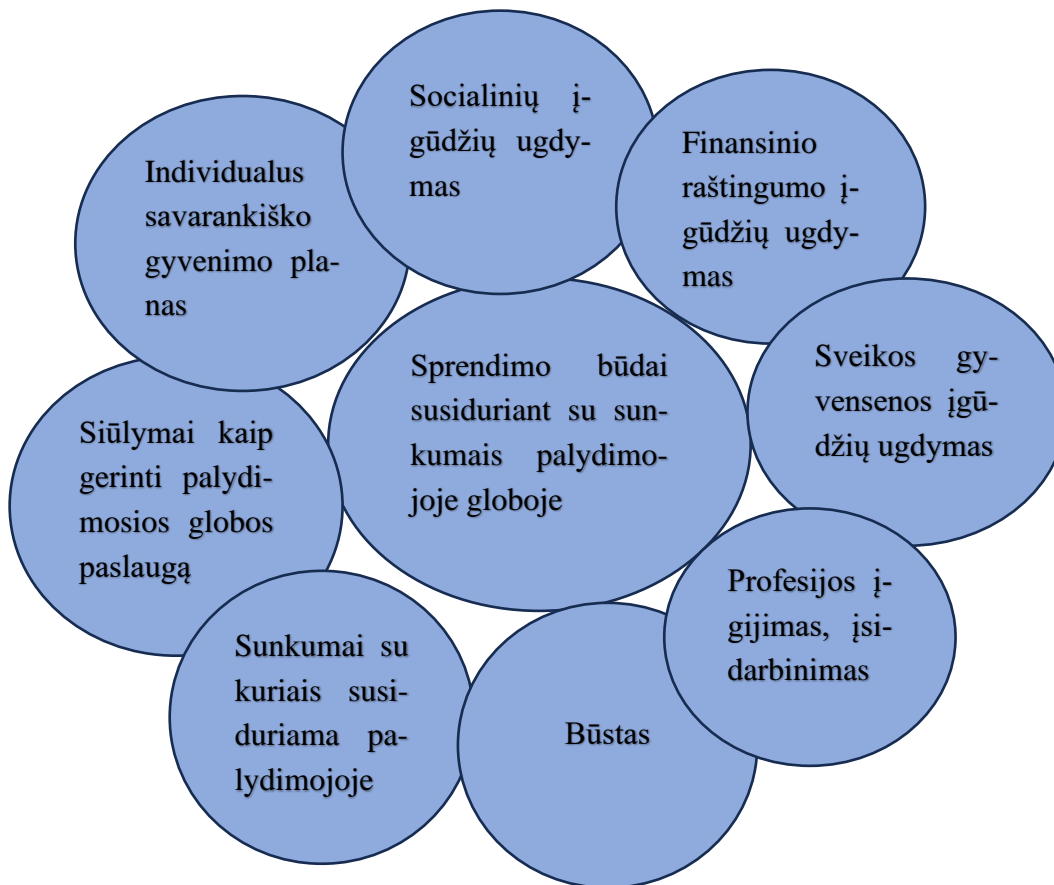 Socialinių į-
gūdžių ugdy-
mas
Finansinio
raštingumo į-
gūdžių ugdy-
mas
Individualus
savarankiško
gyvenimo pla-
nas
Sprendimo būdai
susiduriant su sun-
kumais palydimo-
joje globoje
Sveikos gy-
vensenos įgū-
džių ugdymas
Siūlymai kaip
gerinti palydi-
mosios globos
paslaugą
Profesijos į-
gijimas, įsi-
darbinimas
Sunkumai su
kuriais susi-
duriama pa-
lydimojoje
Būstas